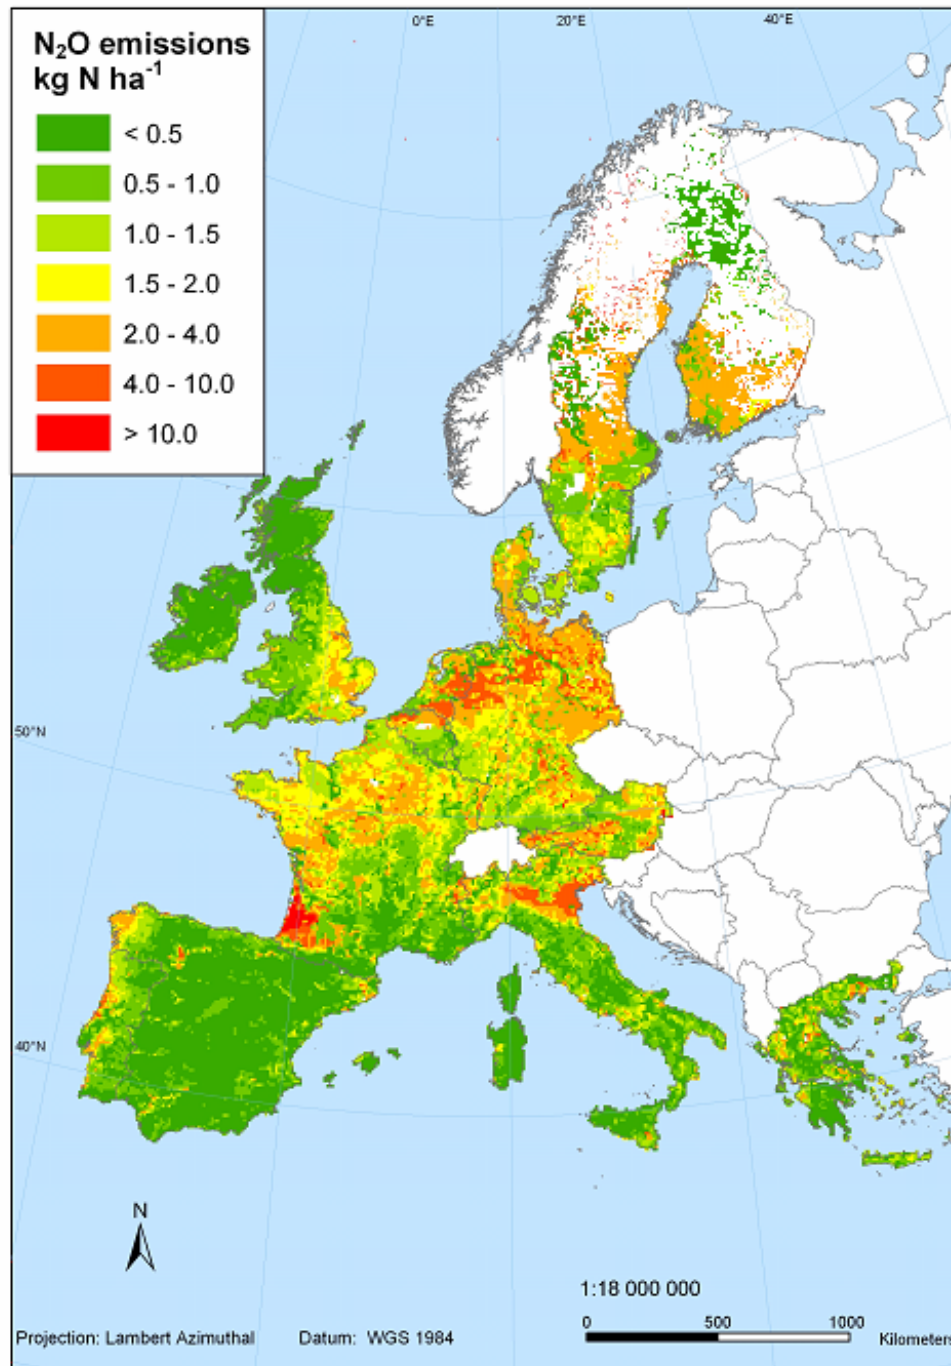 0°E
20°E
40°E
N₂O emissions
kg N ha⁻¹
< 0.5
0.5 - 1.0
1.0 - 1.5
1.5 - 2.0
2.0 - 4.0
4.0 - 10.0
> 10.0
50°N
40°N
N
1:18 000 000
0 500 1000
Kilometers
Projection: Lambert Azimuthal Datum: WGS 1984